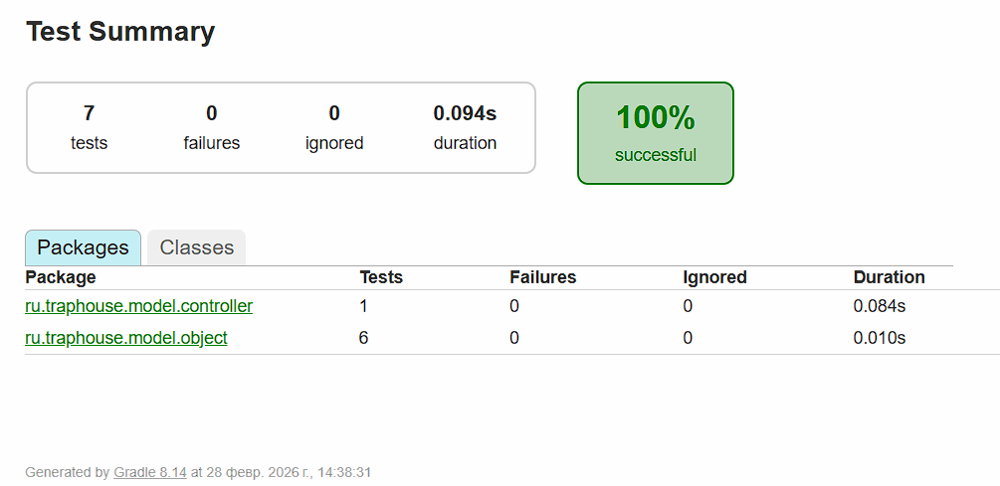 Test Summary
7 0 0 0.094s
tests failures ignored duration
100%
successful
Packages Classes
Package Tests Failures Ignored Duration
ru.traphouse.model.controller 1 0 0 0.084s
ru.traphouse.model.object 6 0 0 0.010s
Generated by Gradle 8.14 at 28 февр. 2026 г., 14:38:31